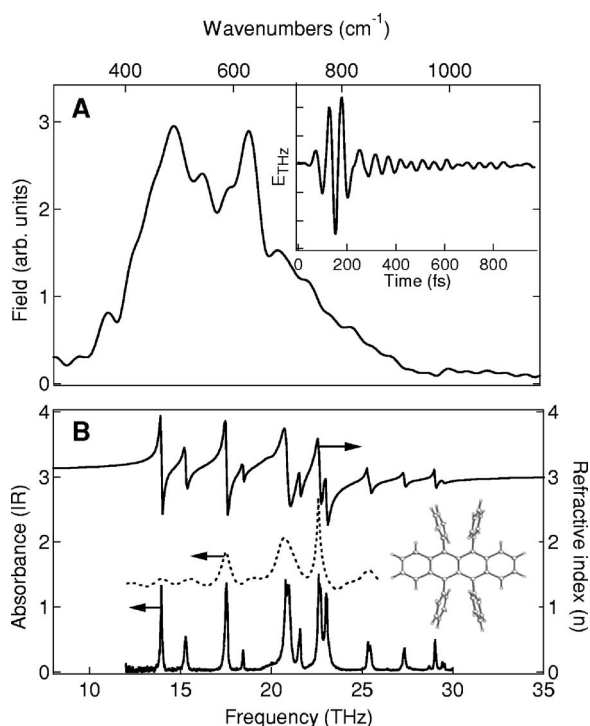 Wavenumbers (cm⁻¹)
400 600 800 1000
A
3
2
1
0
Field (arb. units)
E_THz
0 200 400 600 800
Time (fs)
B
4
3
2
1
0
Absorbance (IR)
4
3
2
1
0
Refractive index (n)
10 15 20 25 30 35
Frequency (THz)